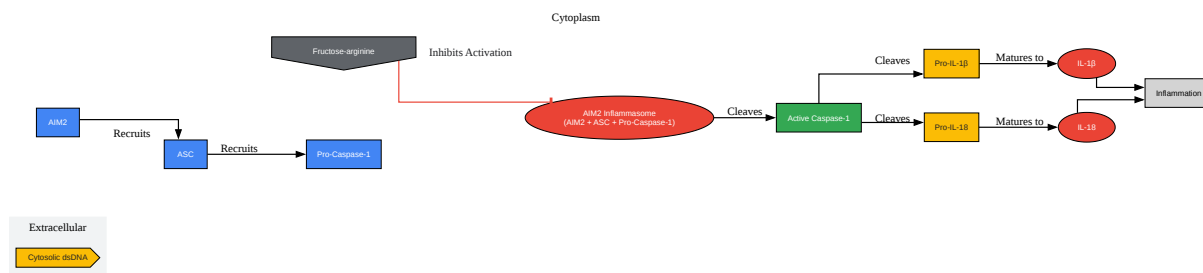 Cytoplasm
Fructose-arginine
Inhibits Activation
AIM2
Recruits
ASC
Recruits
Pro-Caspase-1
AIM2 Inflammasome
(AIM2 + ASC + Pro-Caspase-1)
Cleaves
Active Caspase-1
Cleaves
Pro-IL-1β
Matures to
IL-1β
Cleaves
Pro-IL-18
Matures to
IL-18
Inflammation
Extracellular
Cytosolic dsDNA